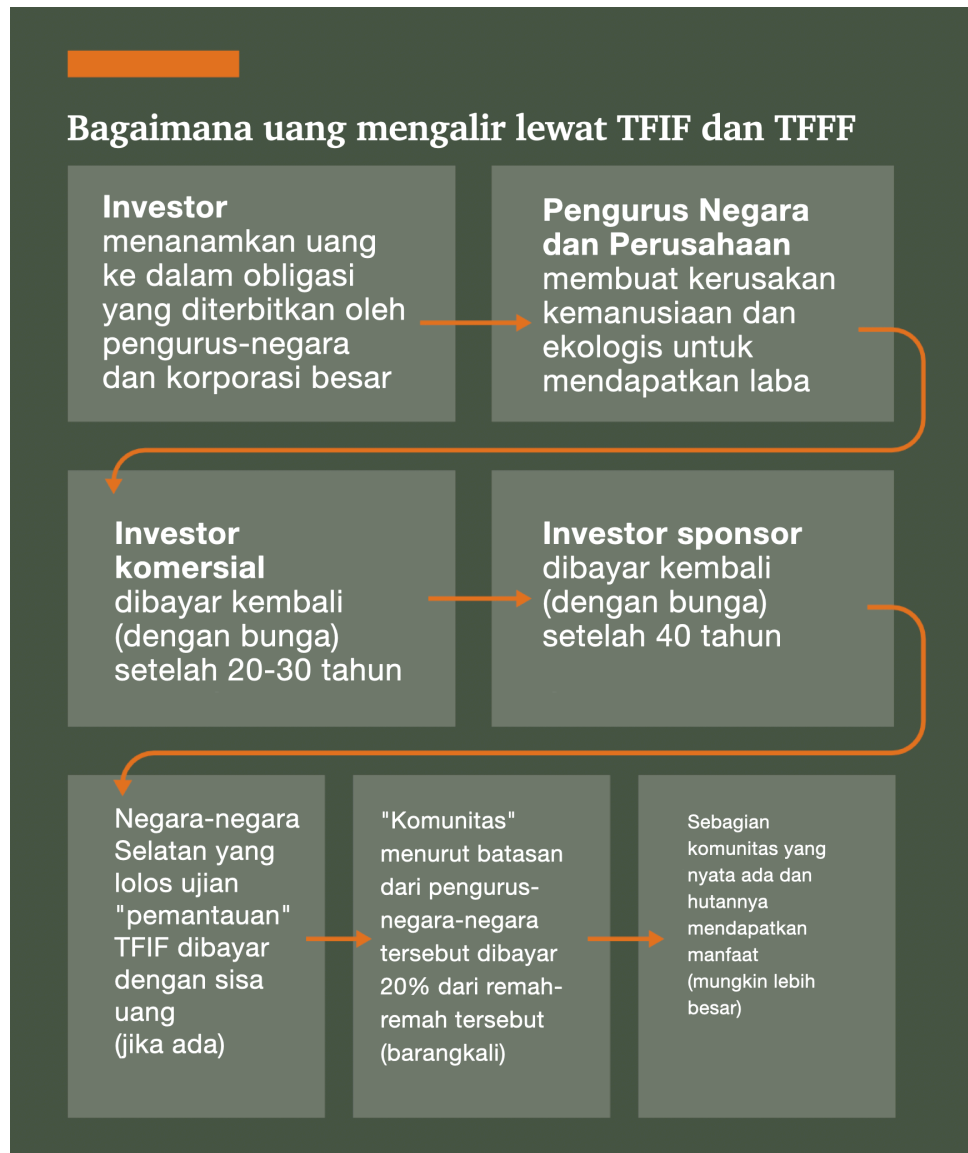 Bagaimana uang mengalir lewat TFIF dan TFFF
Investor
menanamkan uang
ke dalam obligasi
yang diterbitkan oleh
pengurus-negara
dan korporasi besar
Pengurus Negara
dan Perusahaan
membuat kerusakan
kemanusiaan dan
ekologis untuk
mendapatkan laba
Investor
komersial
dibayar kembali
(dengan bunga)
setelah 20-30 tahun
Investor sponsor
dibayar kembali
(dengan bunga)
setelah 40 tahun
Negara-negara
Selatan yang
lolos ujian
"pemantauan"
TFIF dibayar
dengan sisa
uang
(jika ada)
"Komunitas"
menurut batasan
dari pengurus-
negara-negara
tersebut dibayar
20% dari remah-
remah tersebut
(barangkali)
Sebagian
komunitas yang
nyata ada dan
hutannya
mendapatkan
manfaat
(mungkin lebih
besar)